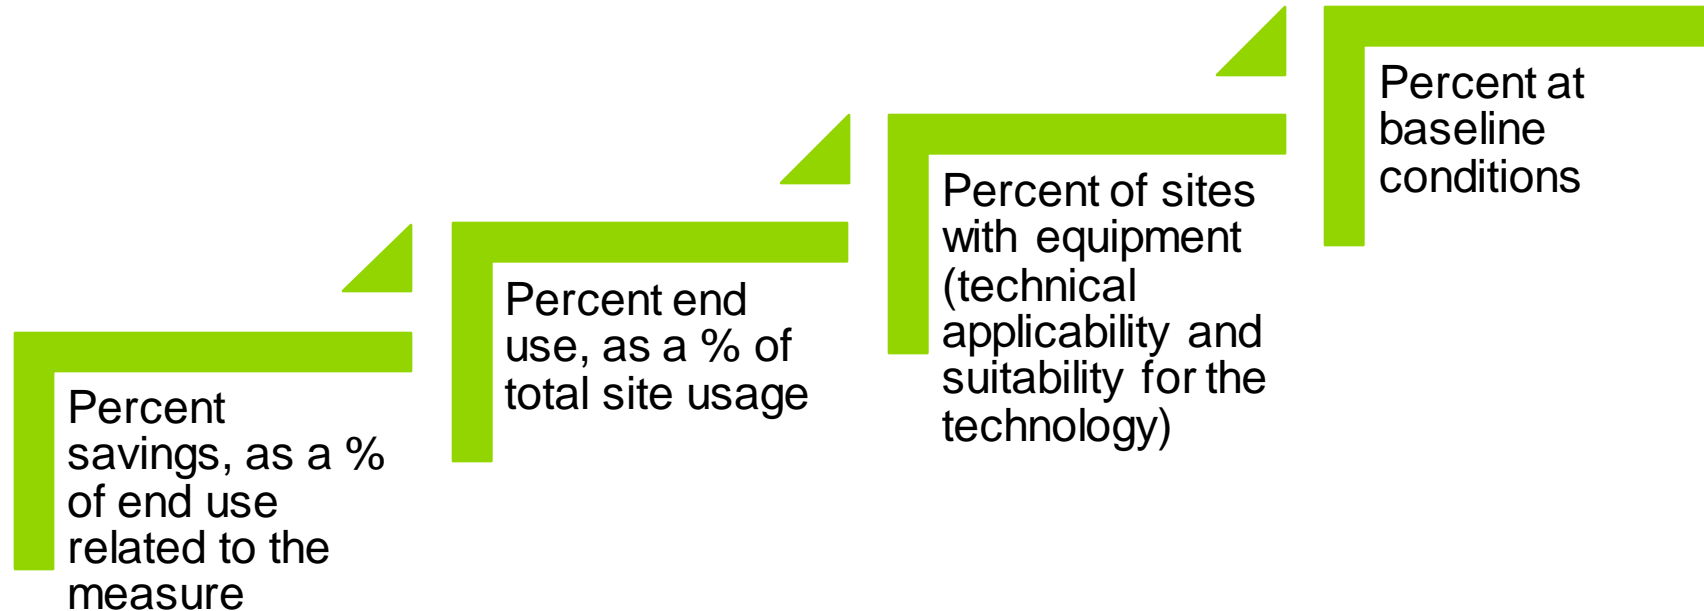 Percent
savings, as a %
of end use
related to the
measure
Percent end
use, as a % of
total site usage
Percent of sites
with equipment
(technical
applicability and
suitability for the
technology)
Percent at
baseline
conditions